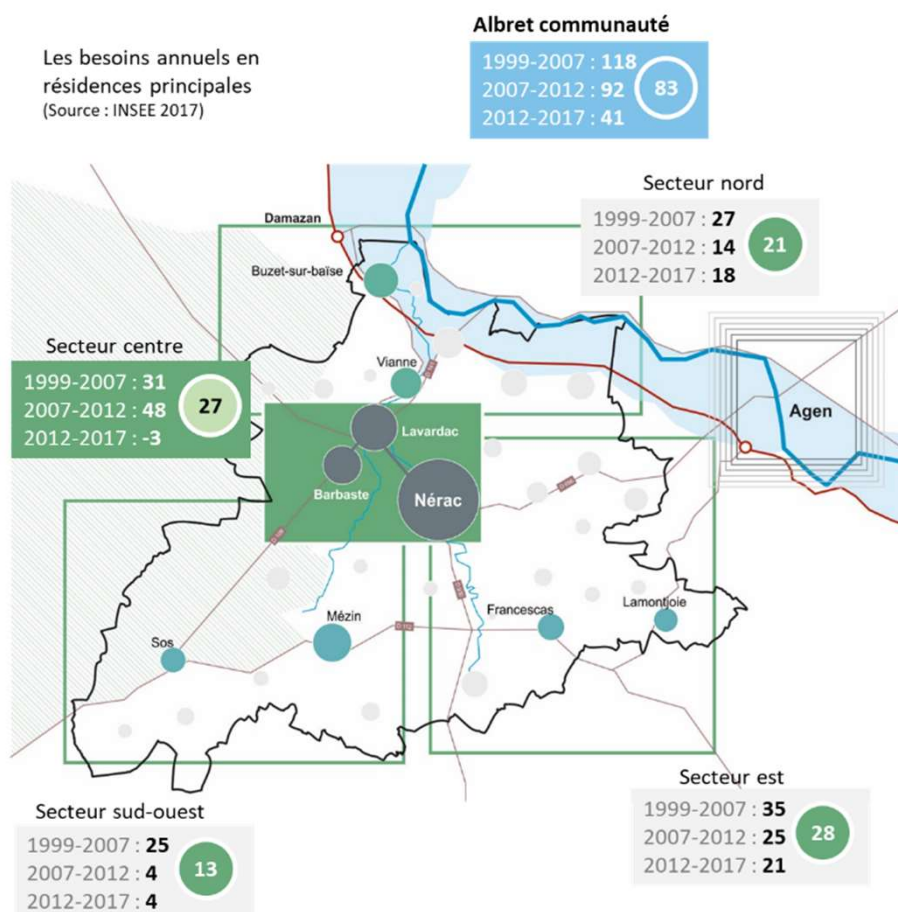 Albret communauté
Les besoins annuels en
résidences principales
(Source : INSEE 2017)
1999-2007 : 118
2007-2012 : 92
2012-2017 : 41
83
Secteur nord
1999-2007 : 27
2007-2012 : 14
2012-2017 : 18
21
Damazan
Buzet-sur-baïse
Secteur centre
1999-2007 : 31
2007-2012 : 48
2012-2017 : -3
27
Vianne
Agen
Lavardac
Barbaste
Nérac
Mézin
Francescas
Lamontjoie
Sos
Secteur est
1999-2007 : 35
2007-2012 : 25
2012-2017 : 21
28
Secteur sud-ouest
1999-2007 : 25
2007-2012 : 4
2012-2017 : 4
13